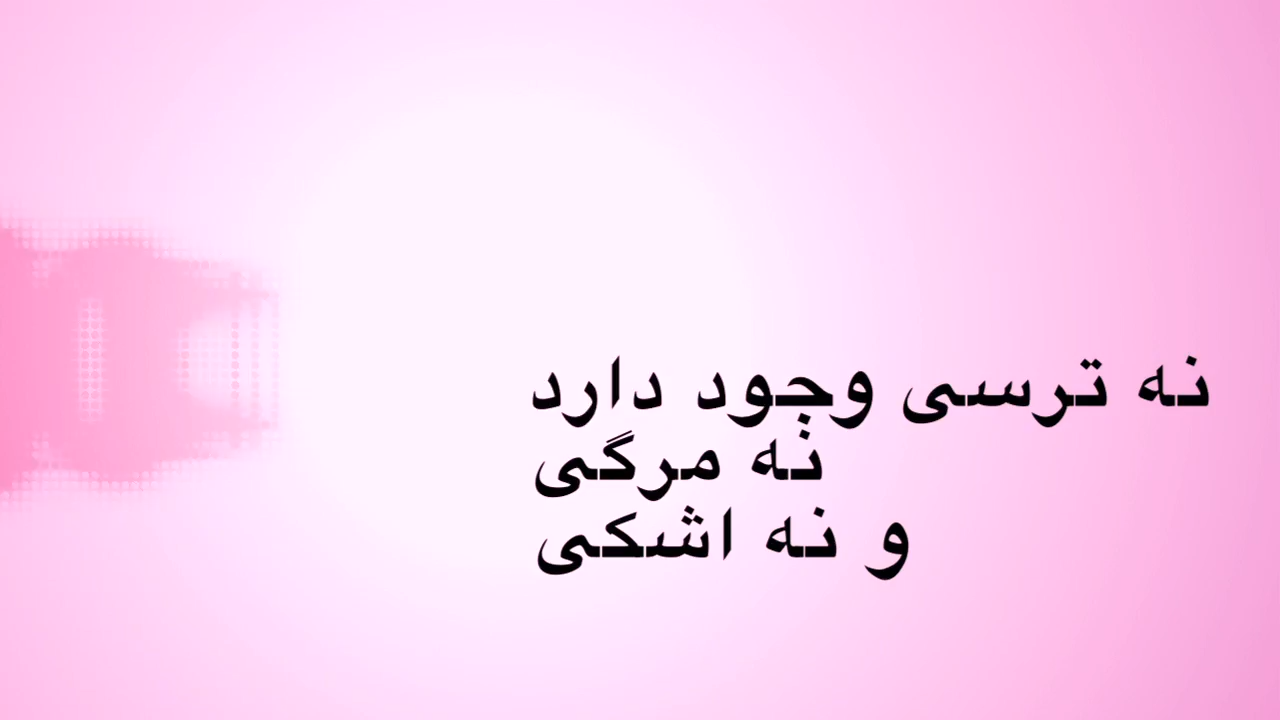 نه ترسی وجود دارد
نه مرگی
و نه اشکی